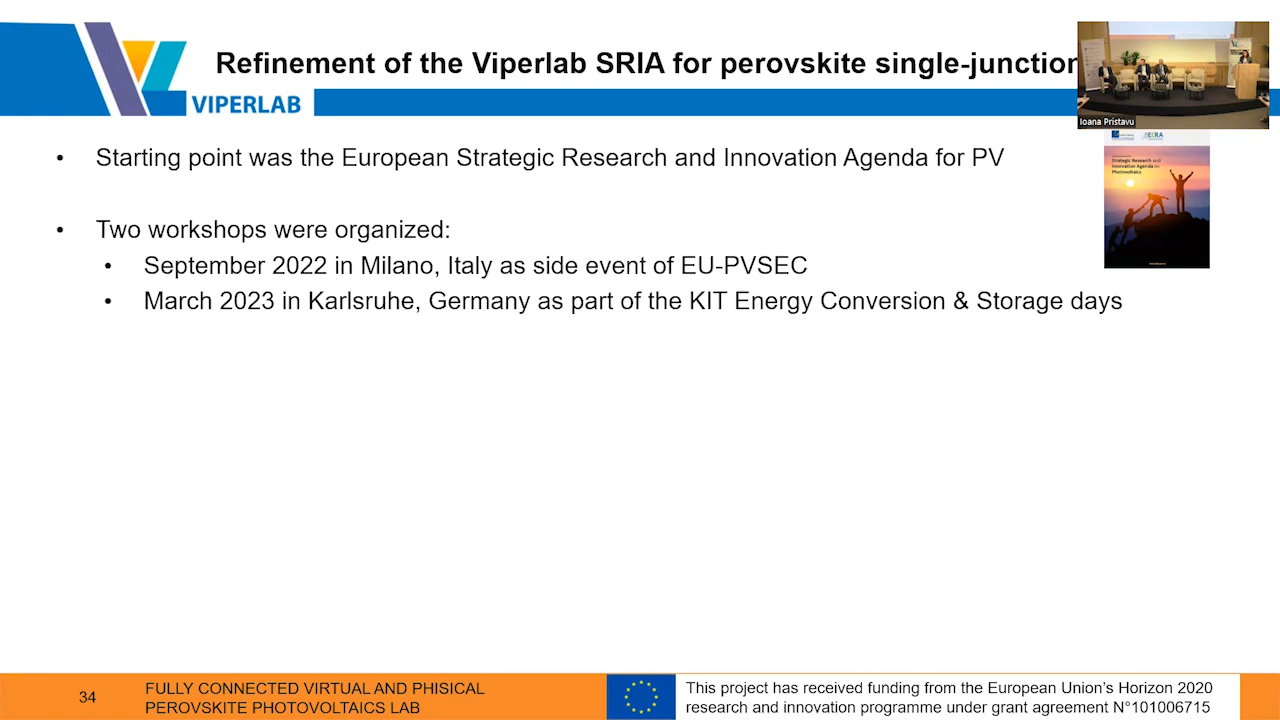 Refinement of the Viperlab SRIA for perovskite single-junction
VIPERLAB
Ioana Pristavu
• Starting point was the European Strategic Research and Innovation Agenda for PV
EERA
Strategic Research and
Innovation Agenda on
Photovoltaics
• Two workshops were organized:
• September 2022 in Milano, Italy as side event of EU-PVSEC
• March 2023 in Karlsruhe, Germany as part of the KIT Energy Conversion & Storage days
34
FULLY CONNECTED VIRTUAL AND PHISICAL
PEROVSKITE PHOTOVOLTAICS LAB
This project has received funding from the European Union’s Horizon 2020
research and innovation programme under grant agreement N°101006715